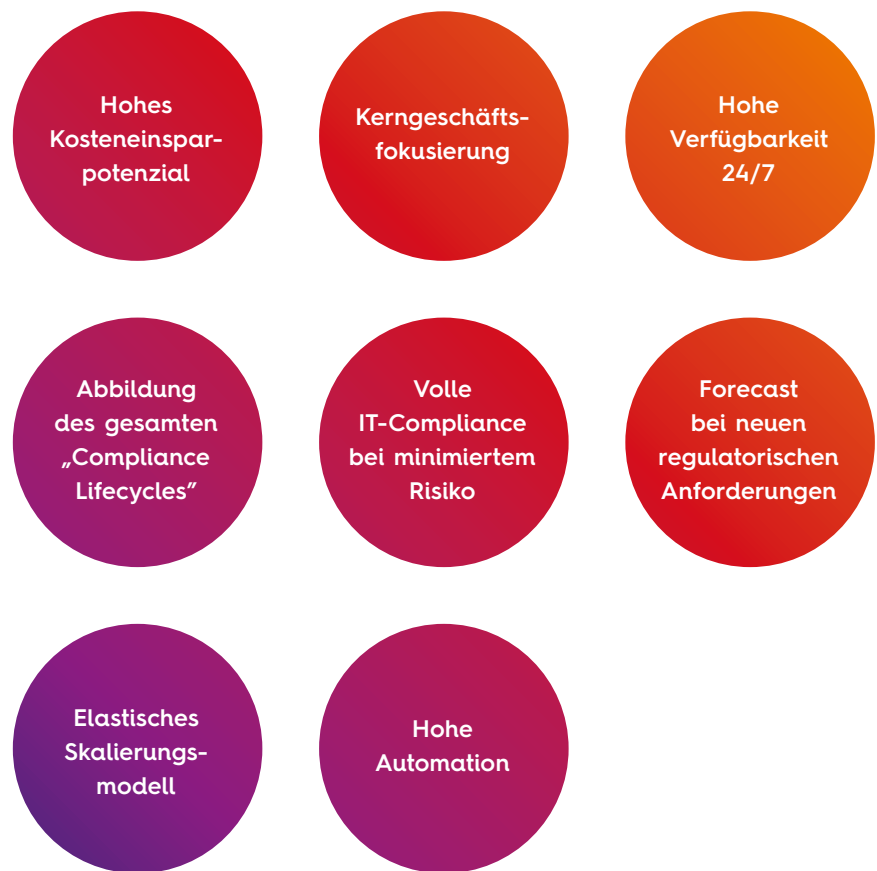 Hohes
Kosteneinspar-
potenzial
Kerngeschäfts-
fokusierung
Hohe
Verfügbarkeit
24/7
Abbildung
des gesamten
„Compliance
Lifecycles”
Volle
IT-Compliance
bei minimiertem
Risiko
Forecast
bei neuen
regulatorischen
Anforderungen
Elastisches
Skalierungs-
modell
Hohe
Automation